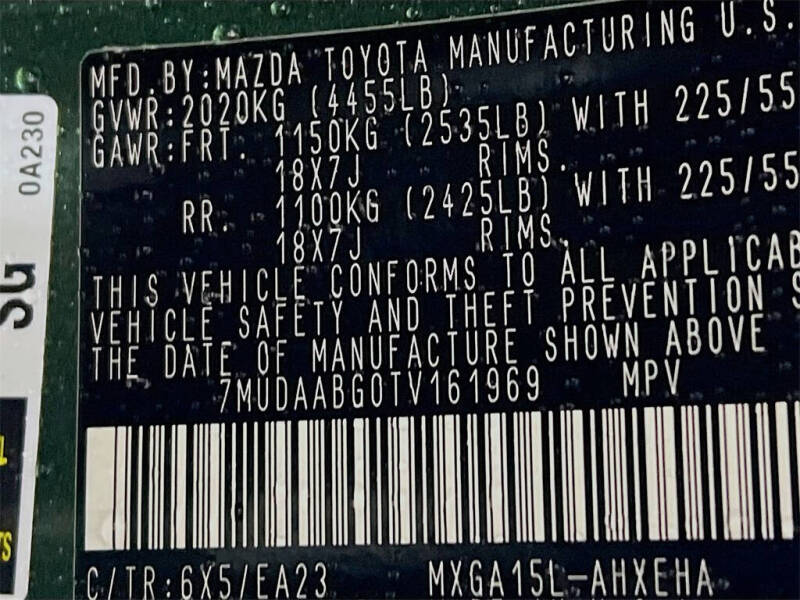 MFD.BY:MAZDA TOYOTA MANUFACTURING U.S.
GVWR:2020KG (4455LB)
GAWR:FRT. 1150KG (2535LB) WITH 225/55
18X7J RIMS.
RR. 1100KG (2425LB) WITH 225/55
18X7J RIMS.
THIS VEHICLE CONFORMS TO ALL APPLICAB
VEHICLE SAFETY AND THEFT PREVENTION S
THE DATE OF MANUFACTURE SHOWN ABOVE
7MUDAABG0TV161969 MPV
C/TR:6X5/EA23 MXGA15L-AHXEHA
0A230
SG